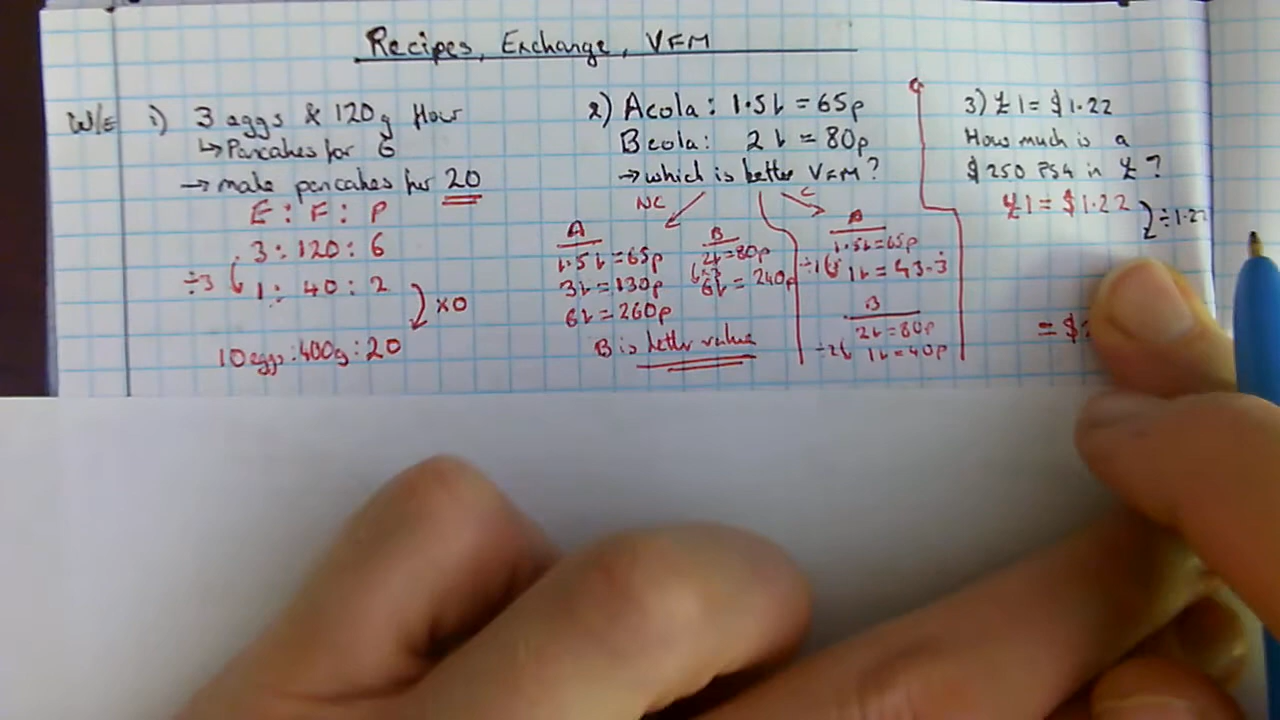 Recipes, Exchange, VFM
W/E 1) 3 eggs & 120g flour
↳ Pancakes for 6
→ make pancakes for 20
E : F : P
3 : 120 : 6
÷3 1 : 40 : 2
×10
10 eggs : 400g : 20
2) A cola : 1.5l = 65p
B cola : 2l = 80p
→ which is better VFM?
NC
A
1.5l = 65p
3l = 130p
6l = 260p
B
2l = 80p
×3 6l = 240p
B is better value
C
A
1.5l = 65p
1l = 43.3̇
B
2l = 80p
÷2 1l = 40p
3) £1 = $1.22
How much is a
$250 PS4 in £?
£1 = $1.22
÷1.22
= $